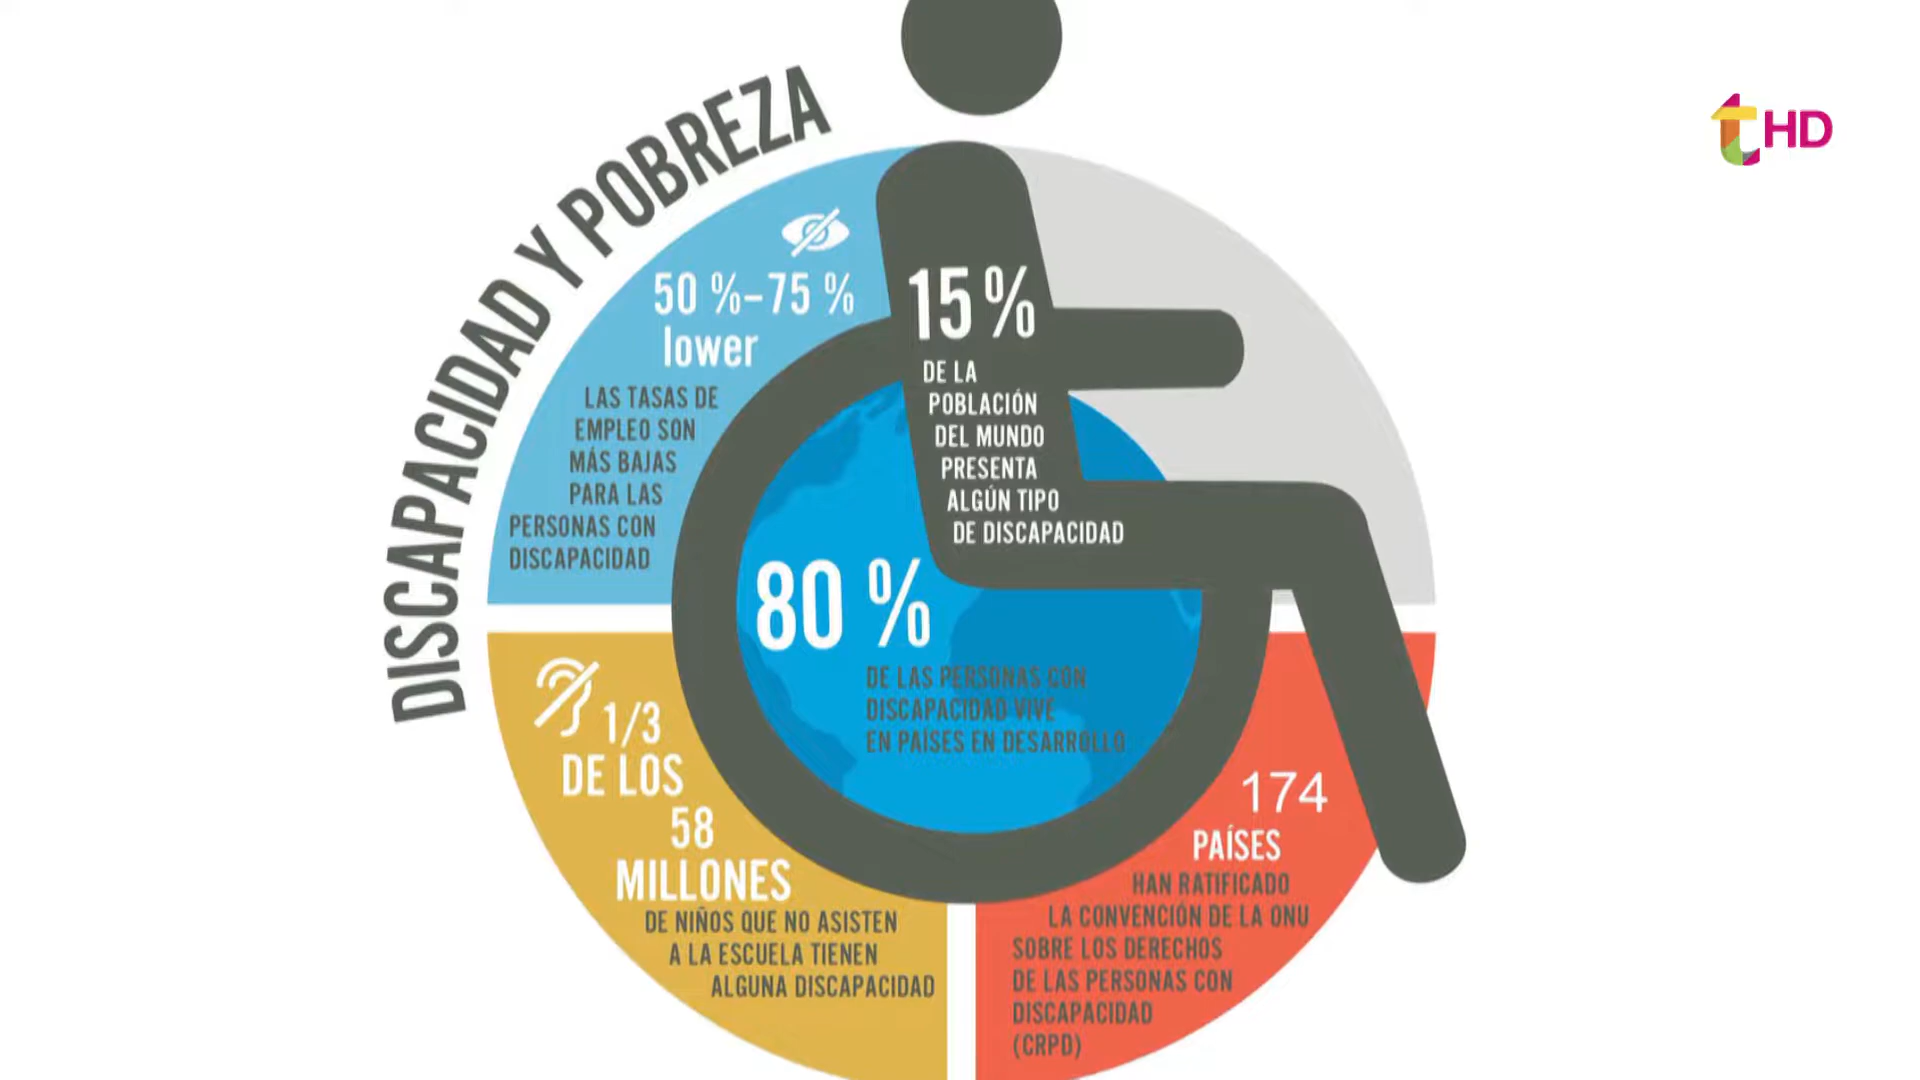 DISCAPACIDAD Y POBREZA
t HD
50 %-75 %
lower
LAS TASAS DE
EMPLEO SON
MÁS BAJAS
PARA LAS
PERSONAS CON
DISCAPACIDAD
15 %
DE LA
POBLACIÓN
DEL MUNDO
PRESENTA
ALGÚN TIPO
DE DISCAPACIDAD
80 %
DE LAS PERSONAS CON
DISCAPACIDAD VIVE
EN PAÍSES EN DESARROLLO
1/3
DE LOS
58
MILLONES
DE NIÑOS QUE NO ASISTEN
A LA ESCUELA TIENEN
ALGUNA DISCAPACIDAD
174
PAÍSES
HAN RATIFICADO
LA CONVENCIÓN DE LA ONU
SOBRE LOS DERECHOS
DE LAS PERSONAS CON
DISCAPACIDAD
(CRPD)